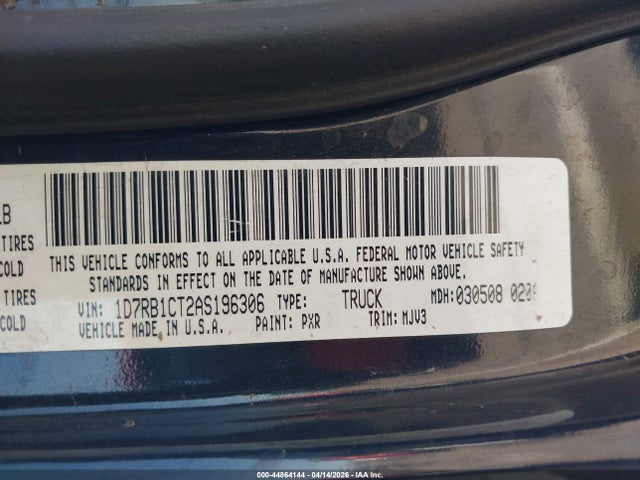 LB
TIRES
COLD
COLD
THIS VEHICLE CONFORMS TO ALL APPLICABLE U.S.A. FEDERAL MOTOR VEHICLE SAFETY
STANDARDS IN EFFECT ON THE DATE OF MANUFACTURE SHOWN ABOVE.
VIN: 1D7RB1CT2AS196306 TYPE: TRUCK MDH:030508 020
VEHICLE MADE IN U.S.A. PAINT: PXR TRIM: MJV3
000-44864144 - 04/14/2026 - IAA Inc.